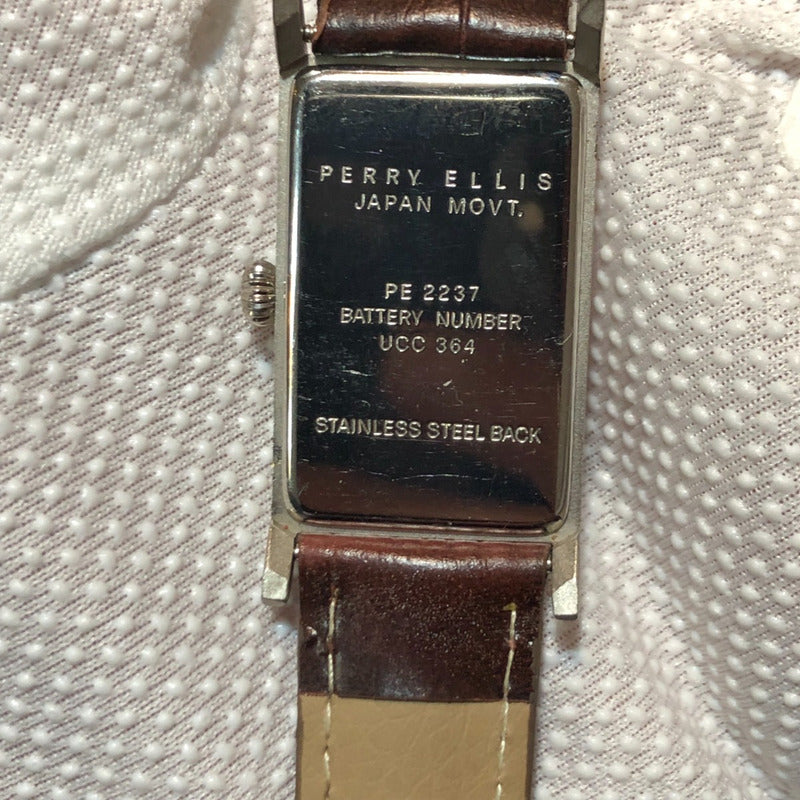 PERRY ELLIS
JAPAN MOVT.
PE 2237
BATTERY NUMBER
UCC 364
STAINLESS STEEL BACK